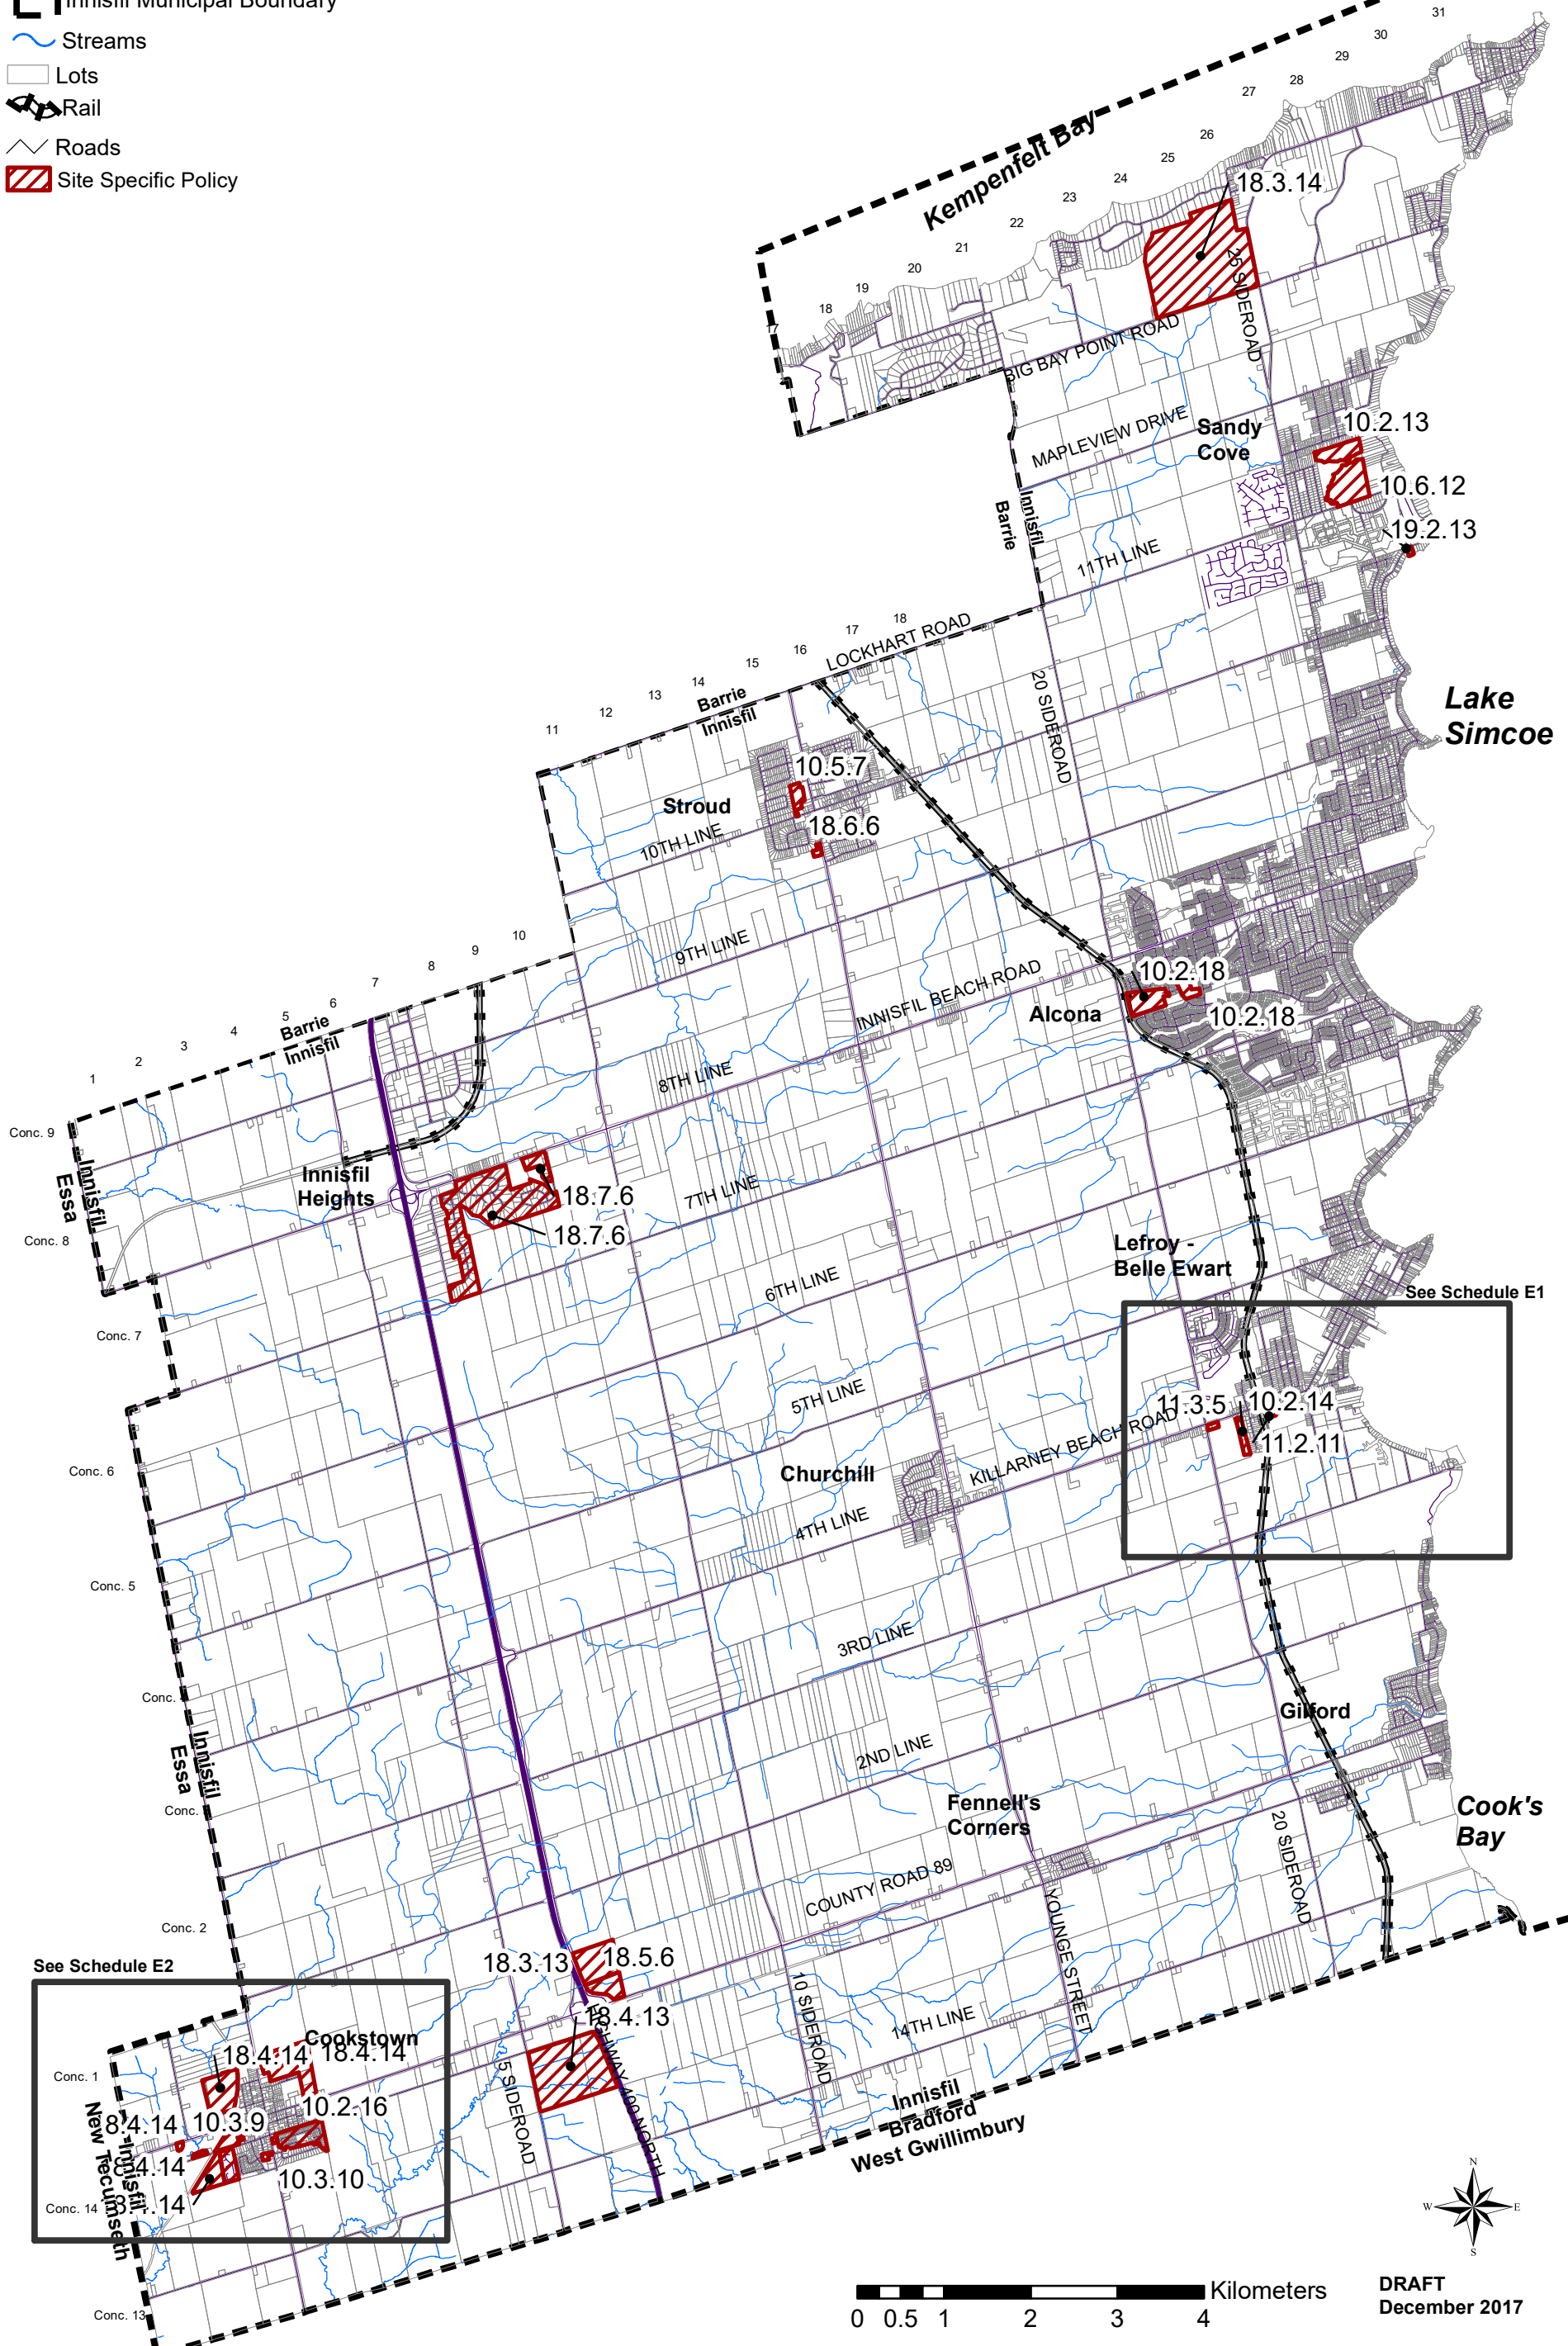 Innisfil Municipal Boundary
Streams
Lots
Rail
Roads
Site Specific Policy
31
30
29
28
27
26
25
24
23
22
21
20
19
18
17
Kempenfelt Bay
18.3.14
25 SIDEROAD
BIG BAY POINT ROAD
MAPLEVIEW DRIVE
Sandy
Cove
10.2.13
10.6.12
19.2.13
Innisfil
Barrie
11TH LINE
LOCKHART ROAD
18
17
16
15
14
13
12
11
Barrie
Innisfil
20 SIDEROAD
Lake
Simcoe
10.5.7
Stroud
18.6.6
10TH LINE
9TH LINE
INNISFIL BEACH ROAD
10.2.18
Alcona
10.2.18
10
9
8
7
6
5
4
3
2
1
Barrie
Innisfil
8TH LINE
Conc. 9
Innisfil
Essa
Innisfil
Heights
18.7.6
18.7.6
7TH LINE
Conc. 8
Lefroy -
Belle Ewart
6TH LINE
See Schedule E1
Conc. 7
5TH LINE
11.3.5
10.2.14
11.2.11
KILLARNEY BEACH ROAD
Churchill
Conc. 6
4TH LINE
Conc. 5
3RD LINE
Conc.
Gilford
Innisfil
Essa
2ND LINE
Conc.
Fennell's
Corners
Cook's
Bay
20 SIDEROAD
COUNTY ROAD 89
YOUNGE STREET
Conc. 2
18.3.13
18.5.6
See Schedule E2
18.4.13
10 SIDEROAD
14TH LINE
HIGHWAY 400 NORTH
5 SIDEROAD
Cookstown
18.4.14
18.4.14
Conc. 1
10.2.16
8.4.14
10.3.9
4.14
10.3.10
Conc. 14
Innisfil
New Tecumseth
Innisfil
Bradford
West Gwillimbury
N
W
E
S
Conc. 13
Kilometers
0 0.5 1 2 3 4
DRAFT
December 2017